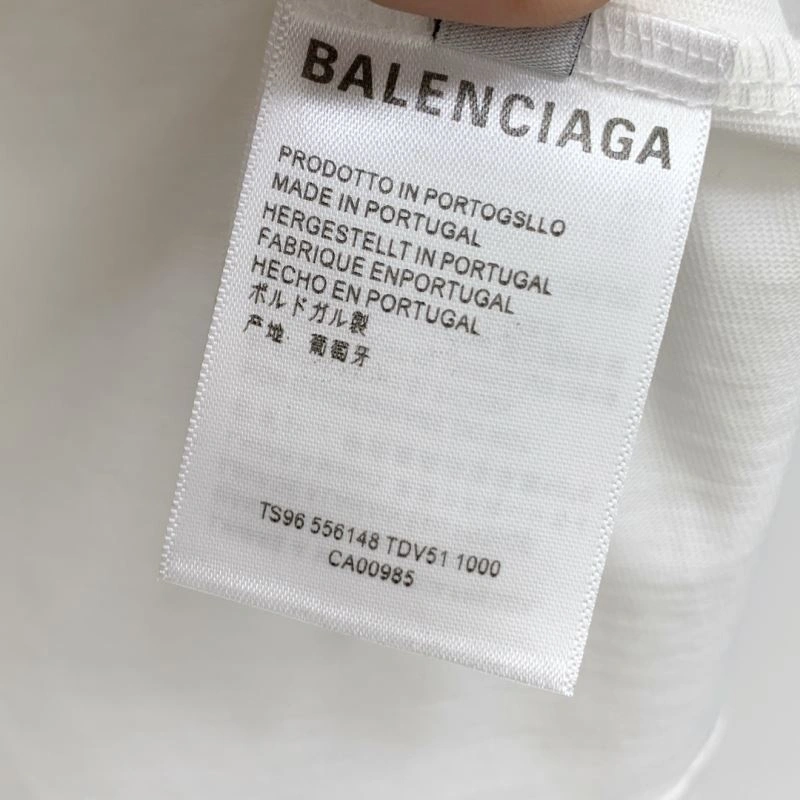 BALENCIAGA
PRODOTTO IN PORTOGSLLO
MADE IN PORTUGAL
HERGESTELLT IN PORTUGAL
FABRIQUE ENPORTUGAL
HECHO EN PORTUGAL
ポルドガル製
产地 葡萄牙
TS96 556148 TDV51 1000
CA00985